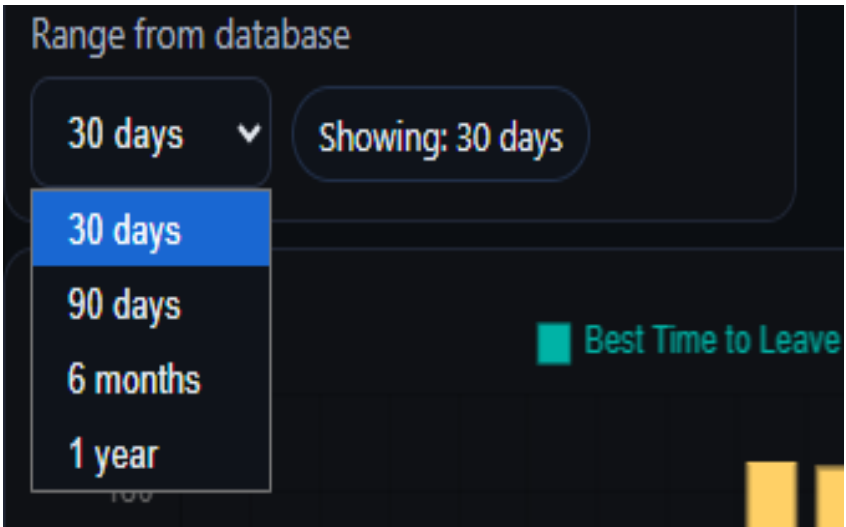 Range from database
30 days
Showing: 30 days
30 days
90 days
6 months
1 year
Best Time to Leave